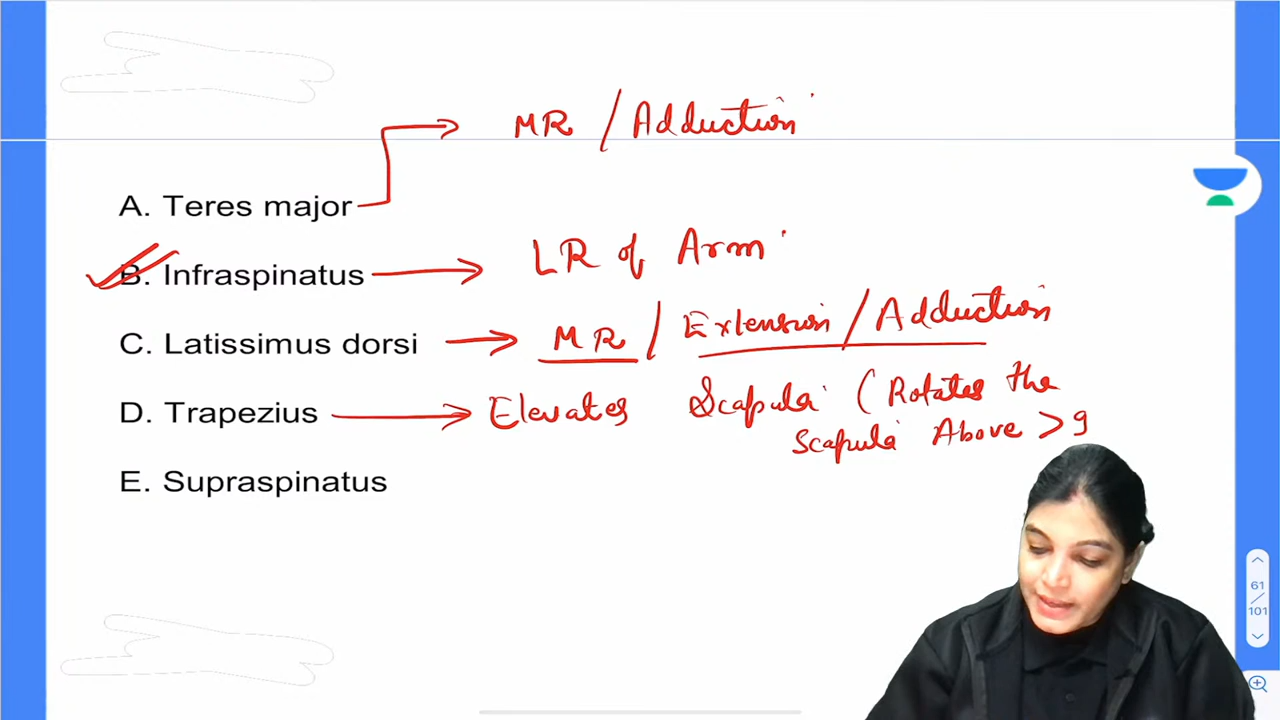 MR / Adduction
A. Teres major
B. Infraspinatus → LR of Arm
C. Latissimus dorsi → MR / Extension / Adduction
D. Trapezius → Elevates Scapula (Rotates the
Scapula Above > 9
E. Supraspinatus
61
/
101